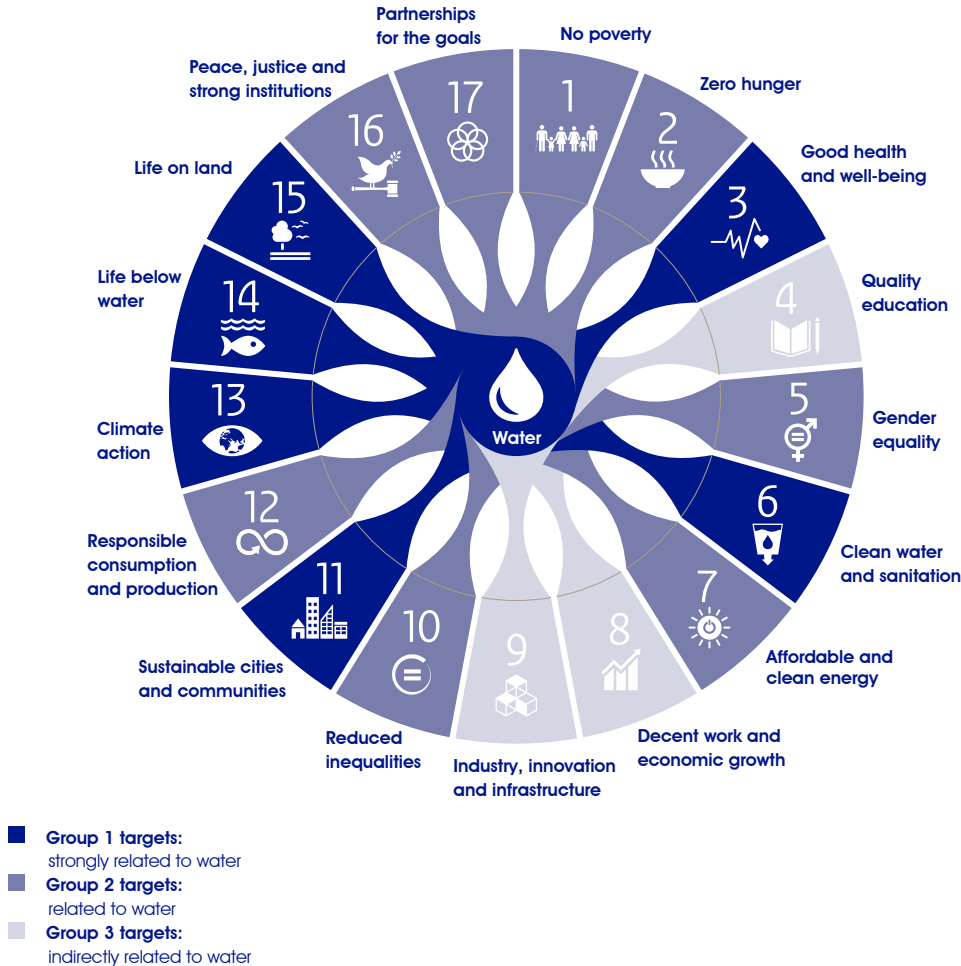 Partnerships
for the goals
No poverty
Peace, justice and
strong institutions
Zero hunger
17
1
16
2
Good health
and well-being
Life on land
15
3
Life below
water
14
Quality
education
4
13
5
Climate
action
Gender
equality
Water
12
6
Responsible
consumption
and production
Clean water
and sanitation
11
7
10
9
8
Sustainable cities
and communities
Affordable and
clean energy
Reduced
inequalities
Industry, innovation
and infrastructure
Decent work and
economic growth
Group 1 targets:
strongly related to water
Group 2 targets:
related to water
Group 3 targets:
indirectly related to water